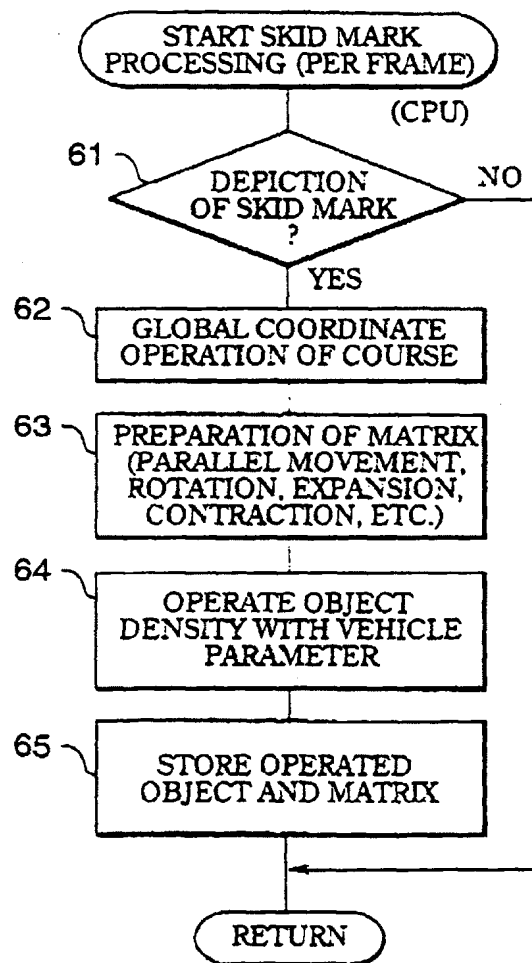 START SKID MARK
PROCESSING (PER FRAME)
(CPU)
61
DEPICTION
OF SKID MARK
?
NO
YES
62
GLOBAL COORDINATE
OPERATION OF COURSE
63
PREPARATION OF MATRIX
(PARALLEL MOVEMENT,
ROTATION, EXPANSION,
CONTRACTION, ETC.)
64
OPERATE OBJECT
DENSITY WITH VEHICLE
PARAMETER
65
STORE OPERATED
OBJECT AND MATRIX
RETURN